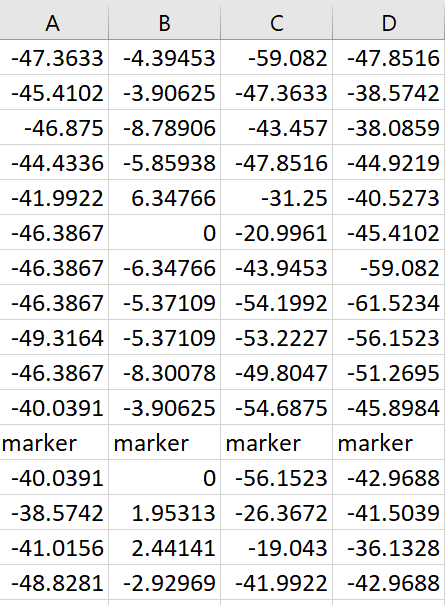 A B C D
-47.3633 -4.39453 -59.082 -47.8516
-45.4102 -3.90625 -47.3633 -38.5742
-46.875 -8.78906 -43.457 -38.0859
-44.4336 -5.85938 -47.8516 -44.9219
-41.9922 6.34766 -31.25 -40.5273
-46.3867 0 -20.9961 -45.4102
-46.3867 -6.34766 -43.9453 -59.082
-46.3867 -5.37109 -54.1992 -61.5234
-49.3164 -5.37109 -53.2227 -56.1523
-46.3867 -8.30078 -49.8047 -51.2695
-40.0391 -3.90625 -54.6875 -45.8984
marker marker marker marker
-40.0391 0 -56.1523 -42.9688
-38.5742 1.95313 -26.3672 -41.5039
-41.0156 2.44141 -19.043 -36.1328
-48.8281 -2.92969 -41.9922 -42.9688